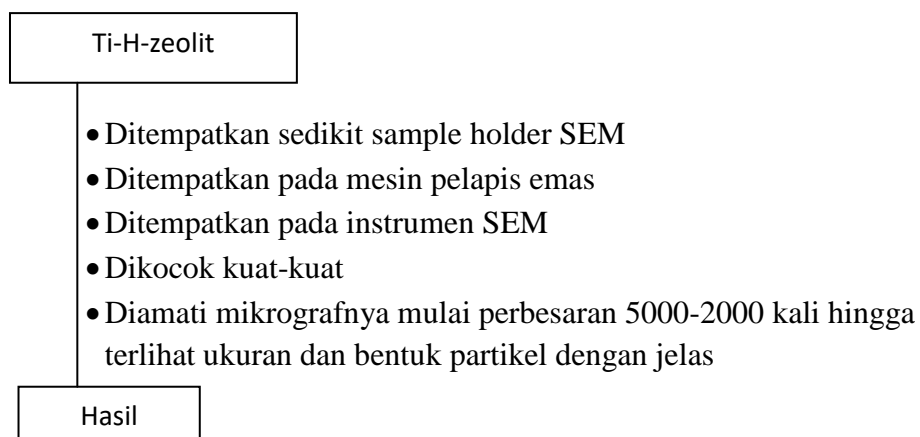 Ti-H-zeolit
• Ditempatkan sedikit sample holder SEM
• Ditempatkan pada mesin pelapis emas
• Ditempatkan pada instrumen SEM
• Dikocok kuat-kuat
• Diamati mikrografnya mulai perbesaran 5000-2000 kali hingga
terlihat ukuran dan bentuk partikel dengan jelas
Hasil